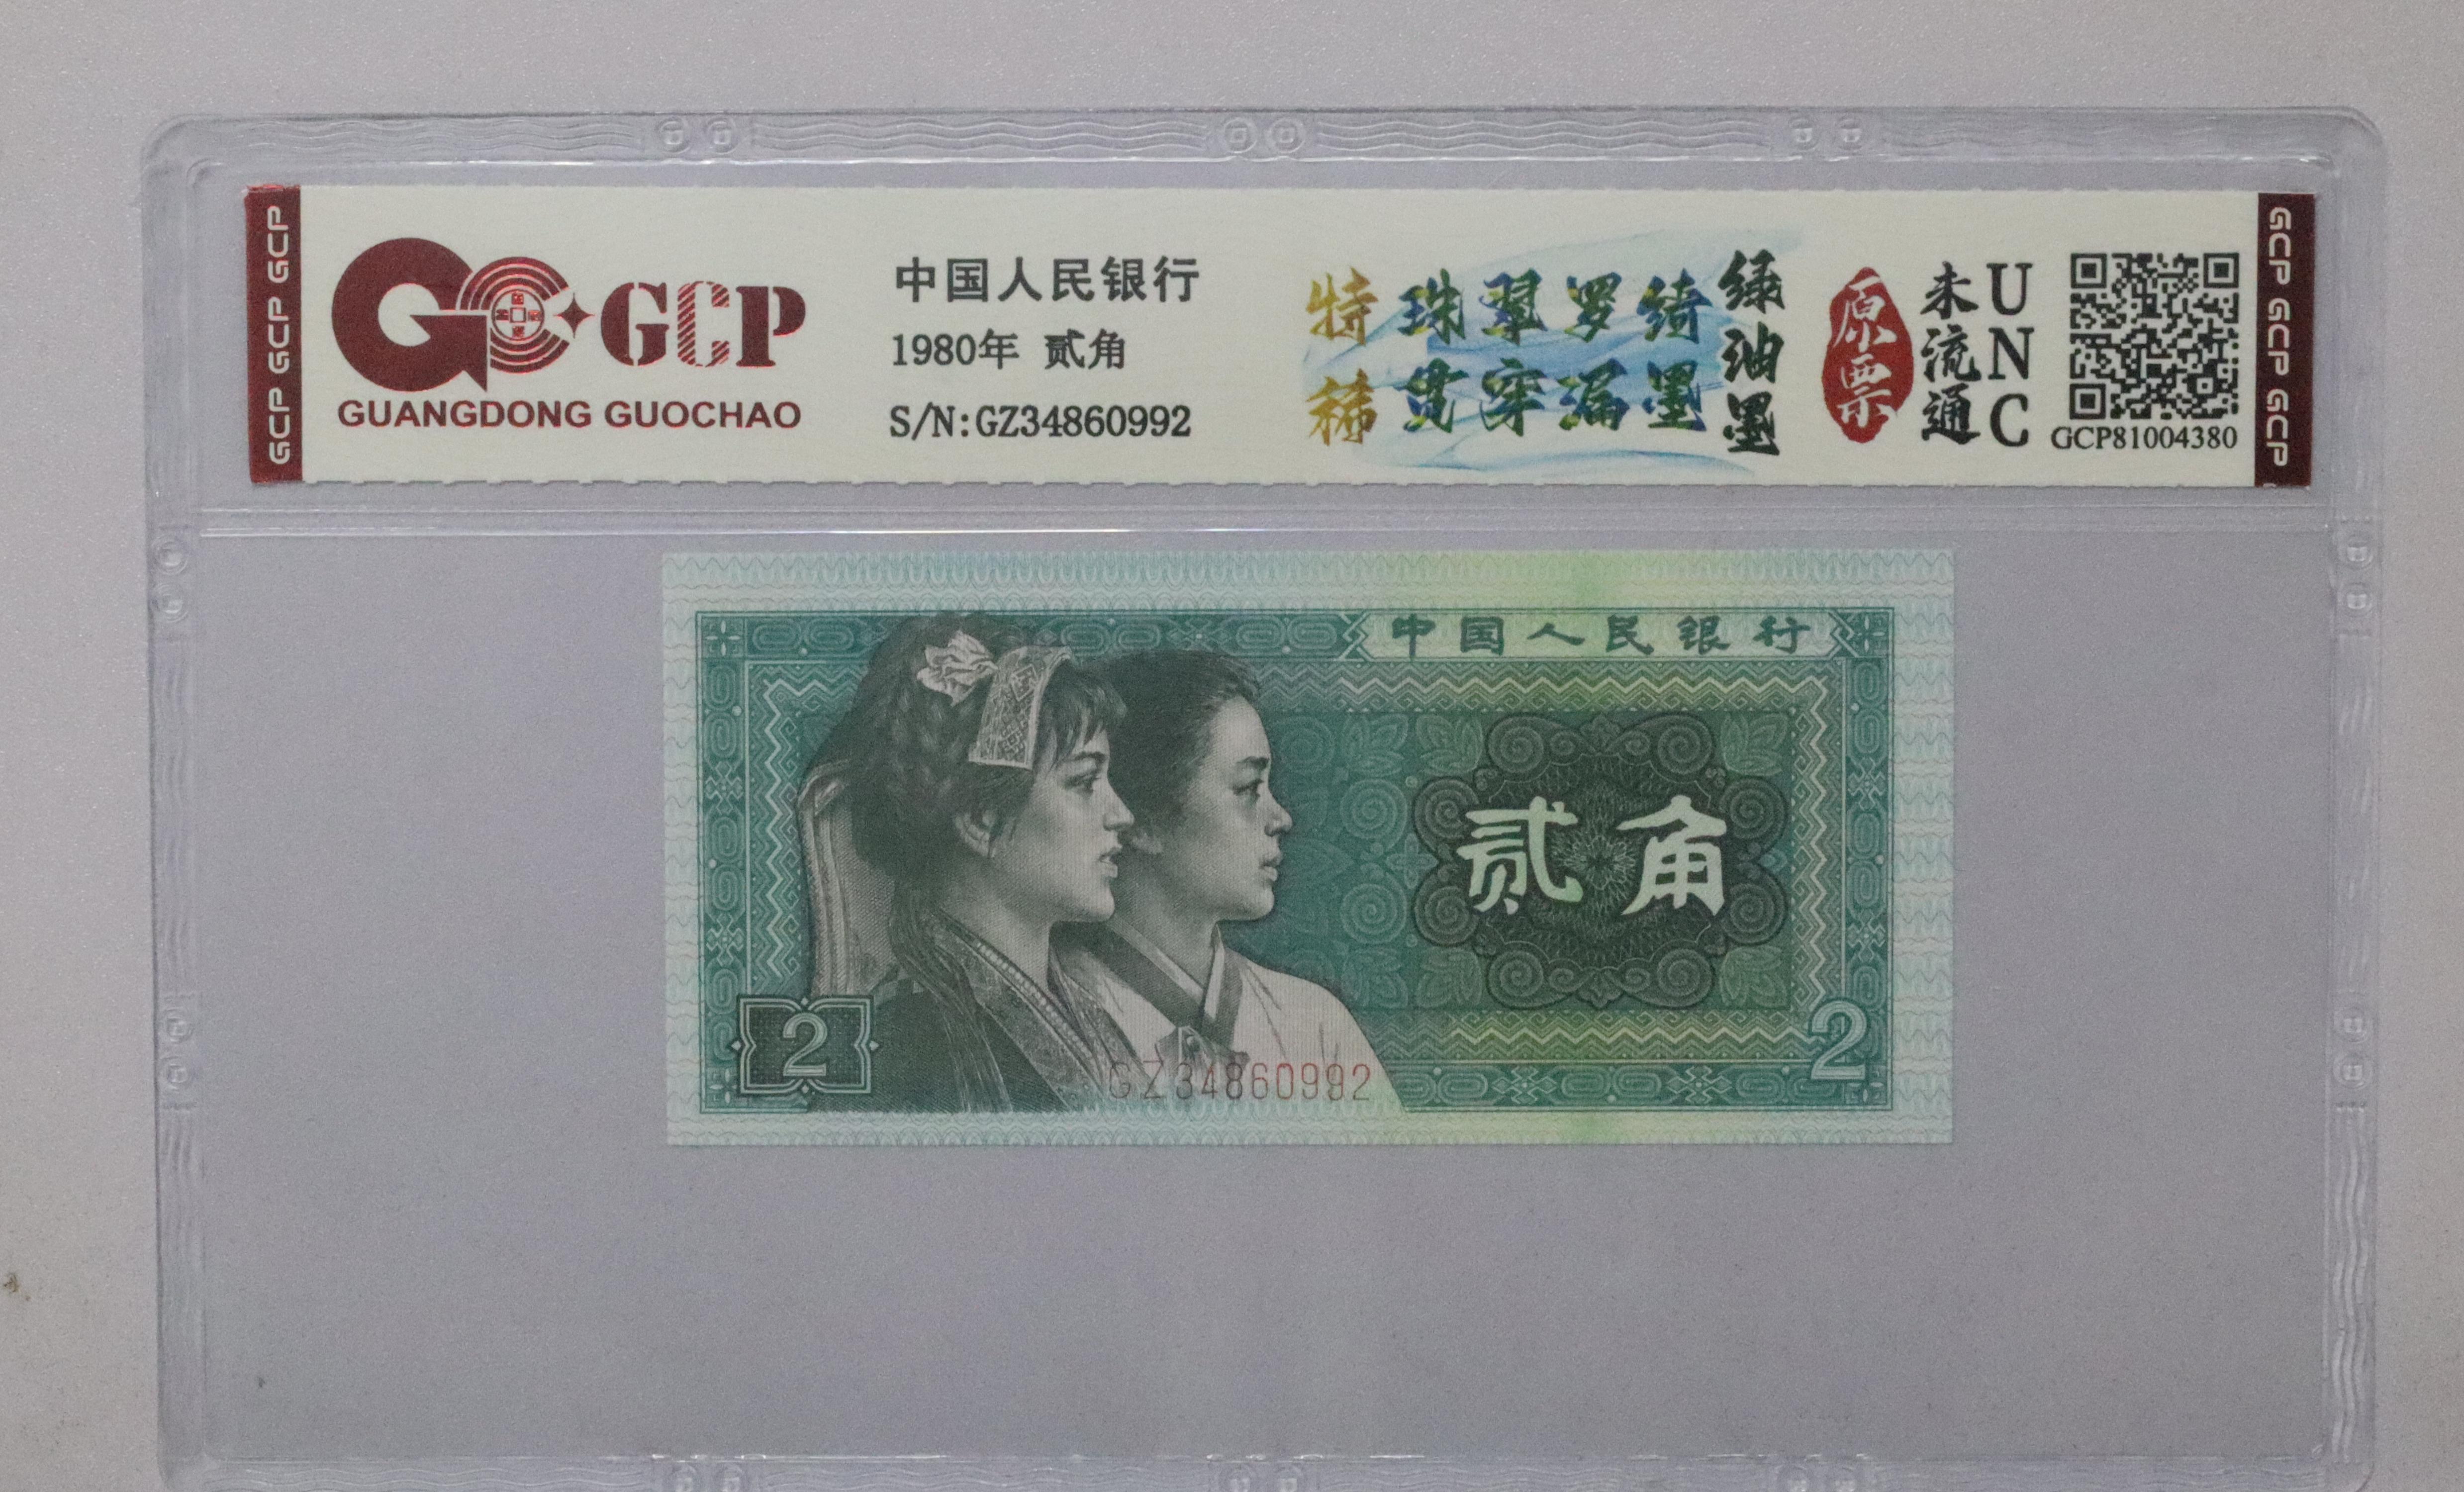 GCP GCP GCP
GCP
GUANGDONG GUOCHAO
中国人民银行
1980年 贰角
S/N:GZ34860992
特稀
珠翠罗绮
贯穿漏墨
绿油墨
原票
未流通
UNC
GCP81004380
GCP GCP GCP
中国人民银行
贰角
2
2
GZ34860992